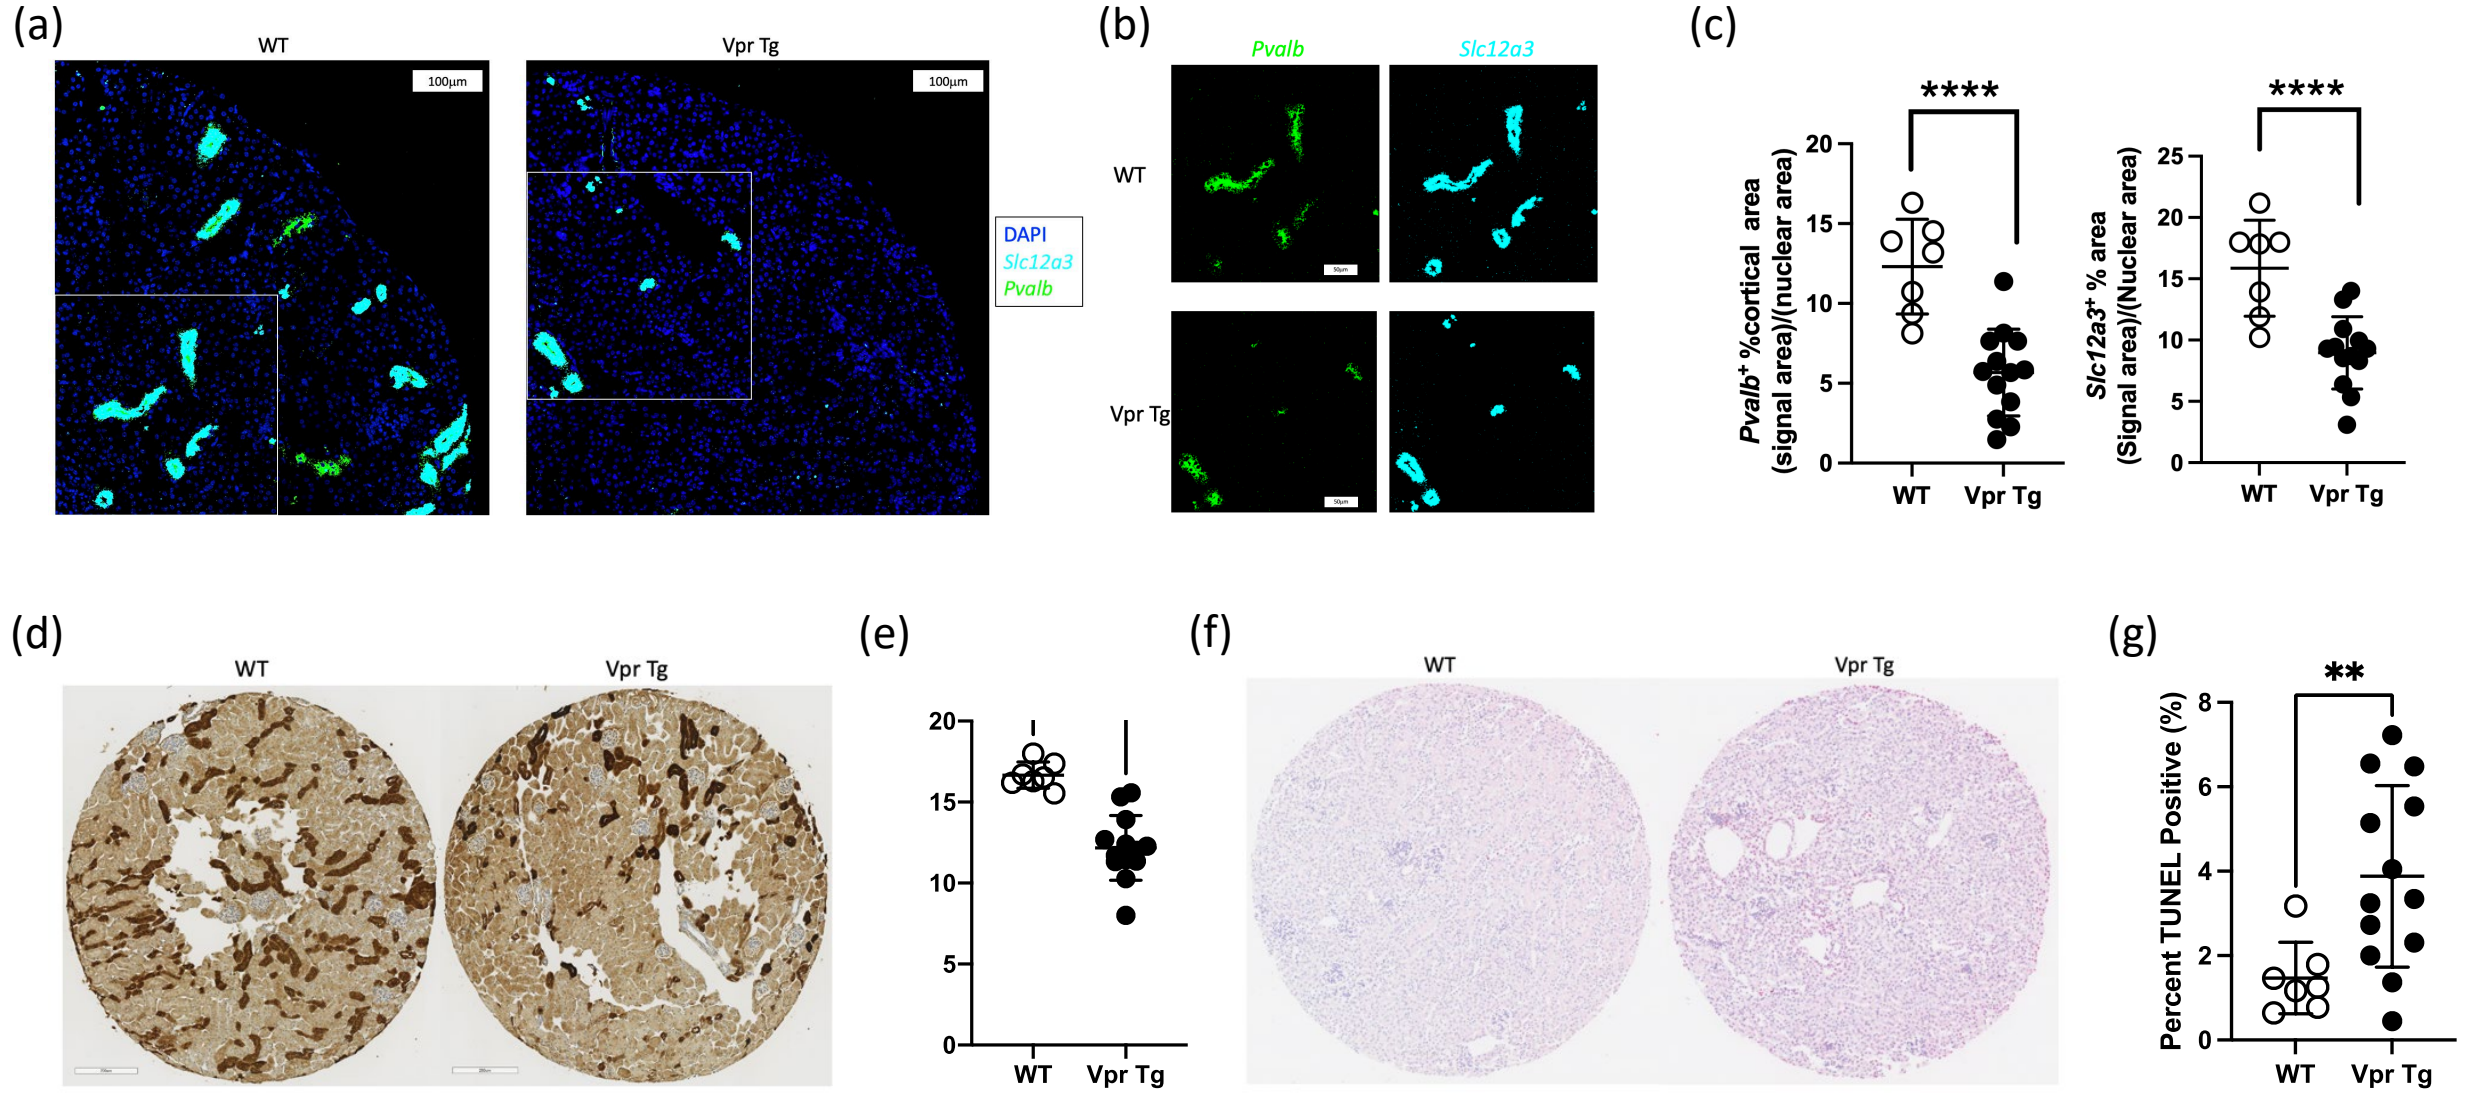 (a)
WT
Vpr Tg
100µm
100µm
DAPI
Slc12a3
Pvalb
(b)
Pvalb
Slc12a3
WT
Vpr Tg
50µm
50µm
(c)
****
Pvalb+ %cortical area
(signal area)/(nuclear area)
20
15
10
5
0
WT
Vpr Tg
****
Slc12a3+ % area
(Signal area)/(Nuclear area)
25
20
15
10
5
0
WT
Vpr Tg
(d)
WT
Vpr Tg
(e)
20
15
10
5
0
WT
Vpr Tg
(f)
WT
Vpr Tg
(g)
**
Percent TUNEL Positive (%)
8
6
4
2
0
WT
Vpr Tg